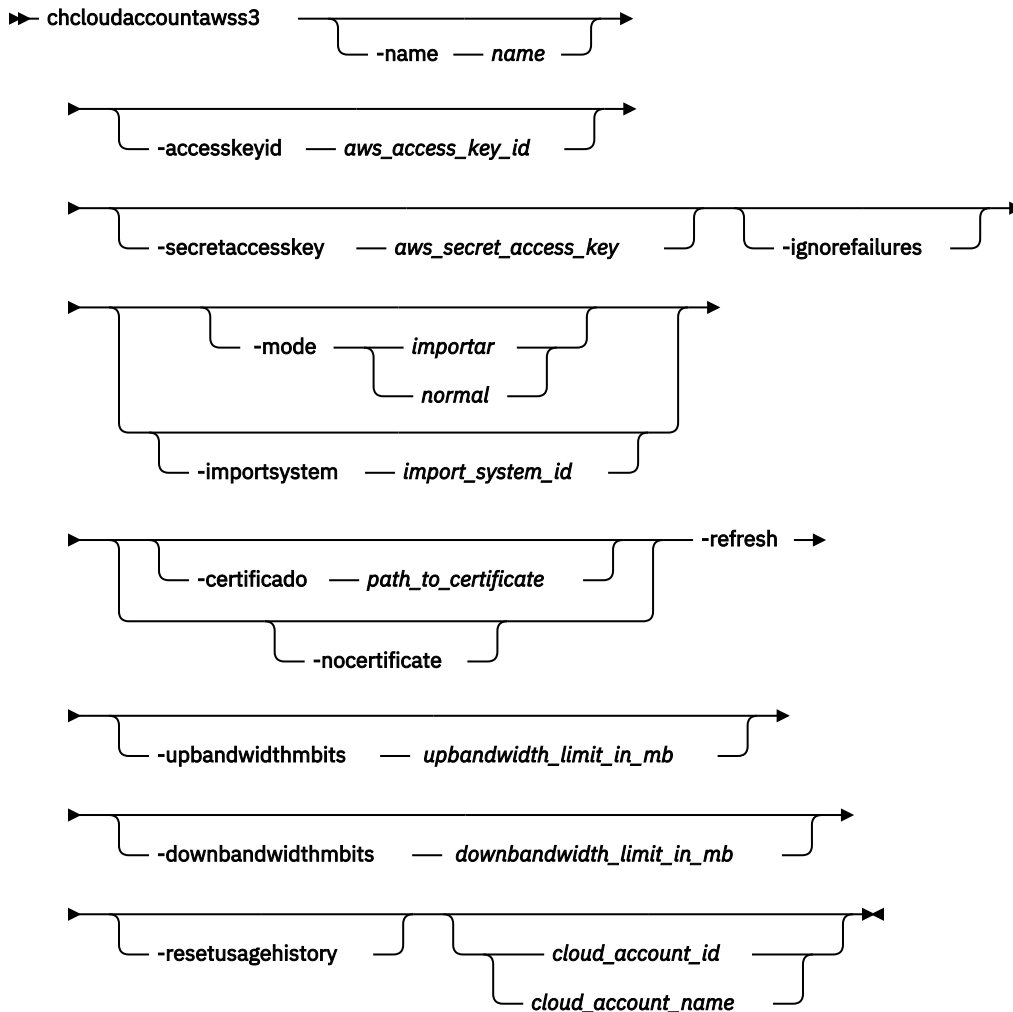 chcloudaccountawss3
-name name
-accesskeyid aws_access_key_id
-secretaccesskey aws_secret_access_key -ignorefailures
-mode importar
normal
-importsystem import_system_id
-refresh
-certificado path_to_certificate
-nocertificate
-upbandwidthmbits upbandwidth_limit_in_mb
-downbandwidthmbits downbandwidth_limit_in_mb
-resetusagehistory cloud_account_id
cloud_account_name